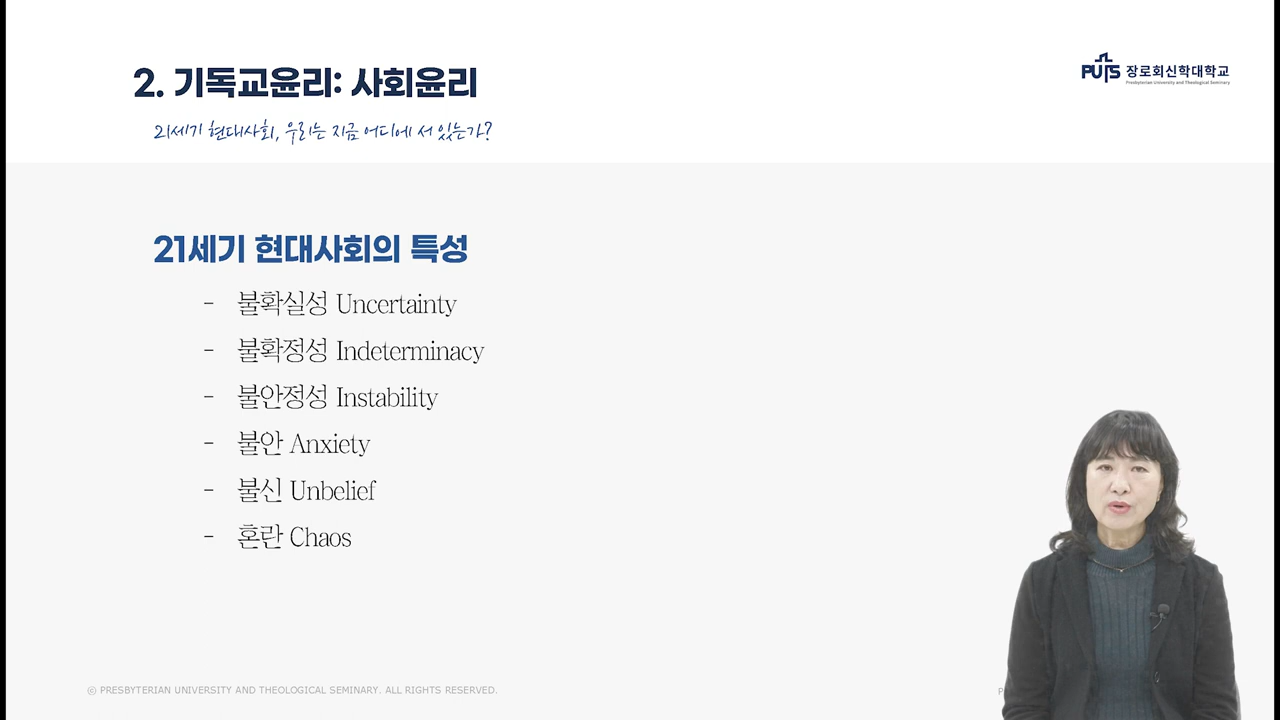 2. 기독교윤리: 사회윤리
PUTS 장로회신학대학교
Presbyterian University and Theological Seminary
21세기 현대사회, 우리는 지금 어디에 서 있는가?
21세기 현대사회의 특성
- 불확실성 Uncertainty
- 불확정성 Indeterminacy
- 불안정성 Instability
- 불안 Anxiety
- 불신 Unbelief
- 혼란 Chaos
ⓒ PRESBYTERIAN UNIVERSITY AND THEOLOGICAL SEMINARY. ALL RIGHTS RESERVED.